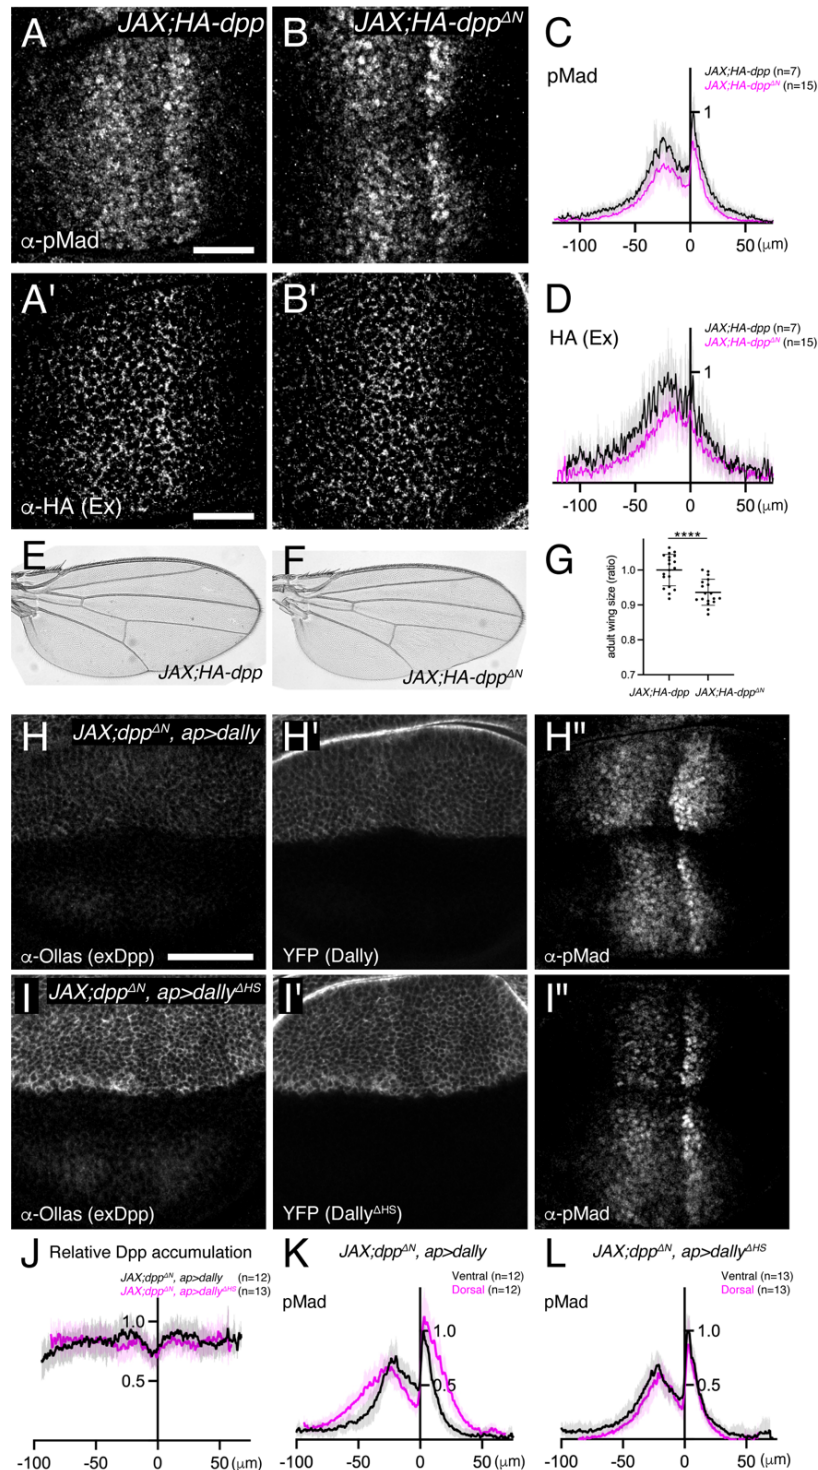 A JAX;HA-dpp
B JAX;HA-dppΔN
α-pMad
C
pMad
JAX;HA-dpp (n=7)
JAX;HA-dppΔN (n=15)
1
-100 -50 0 50 (μm)
A'
α-HA (Ex)
B'
D
HA (Ex)
JAX;HA-dpp (n=7)
JAX;HA-dppΔN (n=15)
1
-100 -50 0 50 (μm)
E
JAX;HA-dpp
F
JAX;HA-dppΔN
G
adult wing size (ratio)
****
1.0
0.9
0.8
0.7
JAX;HA-dpp JAX;HA-dppΔN
H JAX;dppΔN, ap>dally
α-Ollas (exDpp)
H'
YFP (Dally)
H"
α-pMad
I JAX;dppΔN, ap>dallyΔHS
α-Ollas (exDpp)
I'
YFP (DallyΔHS)
I"
α-pMad
J Relative Dpp accumulation
JAX;dppΔN, ap>dally (n=12)
JAX;dppΔN, ap>dallyΔHS (n=13)
1.0
0.5
-100 -50 0 50 (μm)
K JAX;dppΔN, ap>dally
pMad
Ventral (n=12)
Dorsal (n=12)
1.0
0.5
-100 -50 0 50 (μm)
L JAX;dppΔN, ap>dallyΔHS
pMad
Ventral (n=13)
Dorsal (n=13)
1.0
0.5
-100 -50 0 50 (μm)